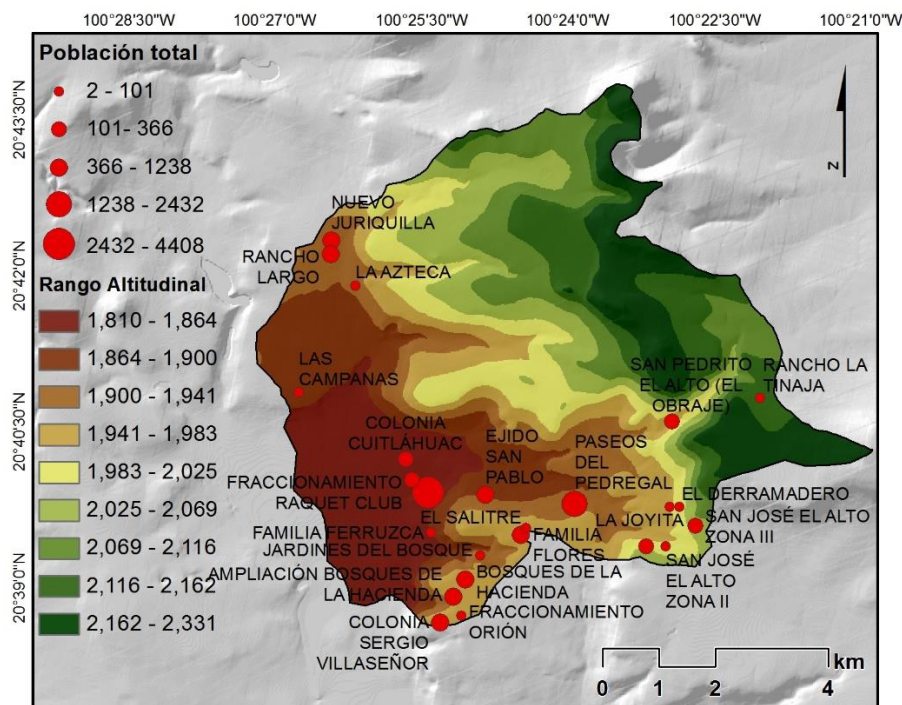 100°28'30"W 100°27'0"W 100°25'30"W 100°24'0"W 100°22'30"W 100°21'0"W
20°43'30"N
20°42'0"N
20°40'30"N
20°39'0"N
Población total
2 - 101
101- 366
366 - 1238
1238 - 2432
2432 - 4408
Rango Altitudinal
1,810 - 1,864
1,864 - 1,900
1,900 - 1,941
1,941 - 1,983
1,983 - 2,025
2,025 - 2,069
2,069 - 2,116
2,116 - 2,162
2,162 - 2,331
N
NUEVO
JURIQUILLA
RANCHO
LARGO
LA AZTECA
LAS
CAMPANAS
SAN PEDRITO
EL ALTO (EL
OBRAJE)
RANCHO LA
TINAJA
COLONIA
CUITLÁHUAC
EJIDO
SAN
PABLO
PASEOS
DEL
PEDREGAL
FRACCIONAMIENTO
RAQUET CLUB
EL SALITRE
EL DERRAMADERO
LA JOYITA
SAN JOSÉ EL ALTO
ZONA III
FAMILIA FERRUZCA
FAMILIA
FLORES
JARDINES DEL BOSQUE
SAN JOSÉ
EL ALTO
ZONA II
AMPLIACIÓN BOSQUES DE
LA HACIENDA
BOSQUES DE LA
HACIENDA
FRACCIONAMIENTO
ORIÓN
COLONIA
SERGIO
VILLASEÑOR
km
0 1 2 4